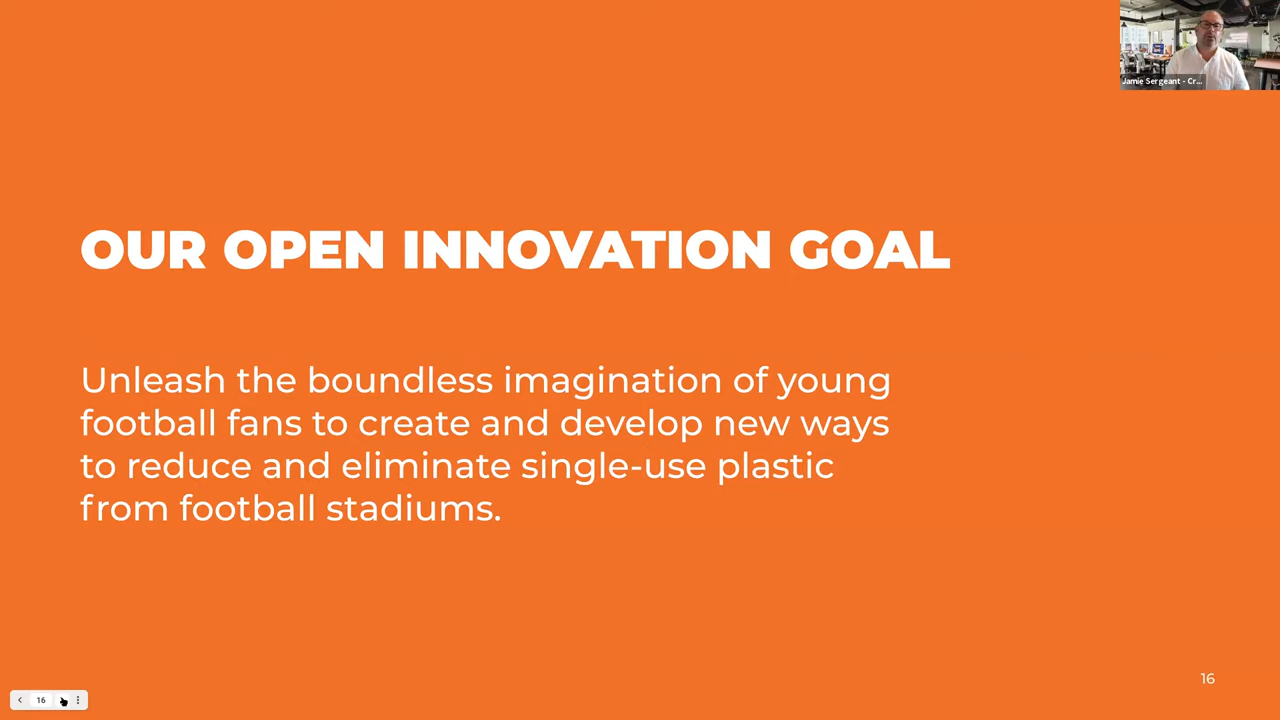 Jamie Sergeant - Cr...
OUR OPEN INNOVATION GOAL
Unleash the boundless imagination of young
football fans to create and develop new ways
to reduce and eliminate single-use plastic
from football stadiums.
16
16